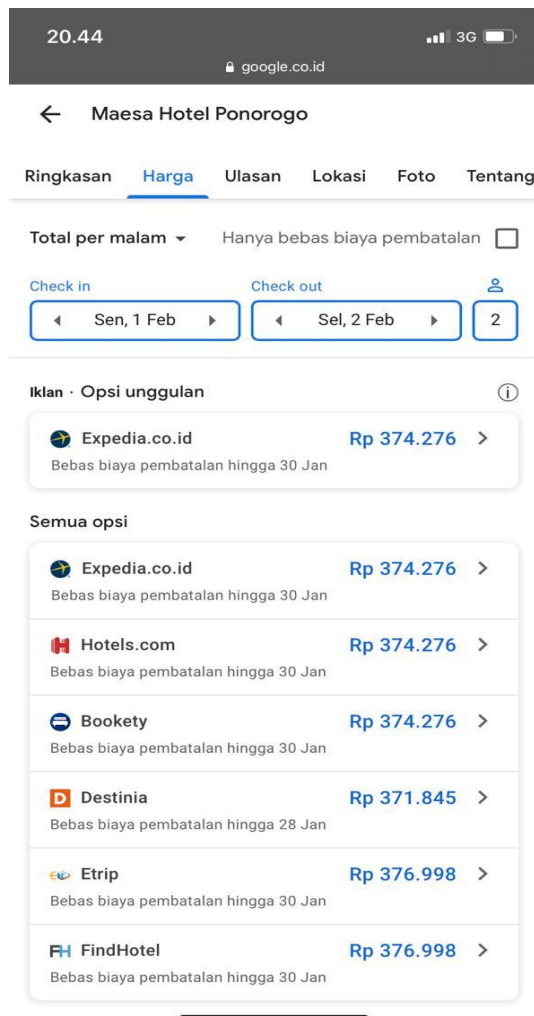 20.44 3G
google.co.id
Maesa Hotel Ponorogo
Ringkasan Harga Ulasan Lokasi Foto Tentang
Total per malam Hanya bebas biaya pembatalan
Check in Check out
Sen, 1 Feb Sel, 2 Feb 2
Iklan · Opsi unggulan
Expedia.co.id Rp 374.276
Bebas biaya pembatalan hingga 30 Jan
Semua opsi
Expedia.co.id Rp 374.276
Bebas biaya pembatalan hingga 30 Jan
Hotels.com Rp 374.276
Bebas biaya pembatalan hingga 30 Jan
Bookety Rp 374.276
Bebas biaya pembatalan hingga 30 Jan
D Destinia Rp 371.845
Bebas biaya pembatalan hingga 28 Jan
Etrip Rp 376.998
Bebas biaya pembatalan hingga 30 Jan
FH FindHotel Rp 376.998
Bebas biaya pembatalan hingga 30 Jan